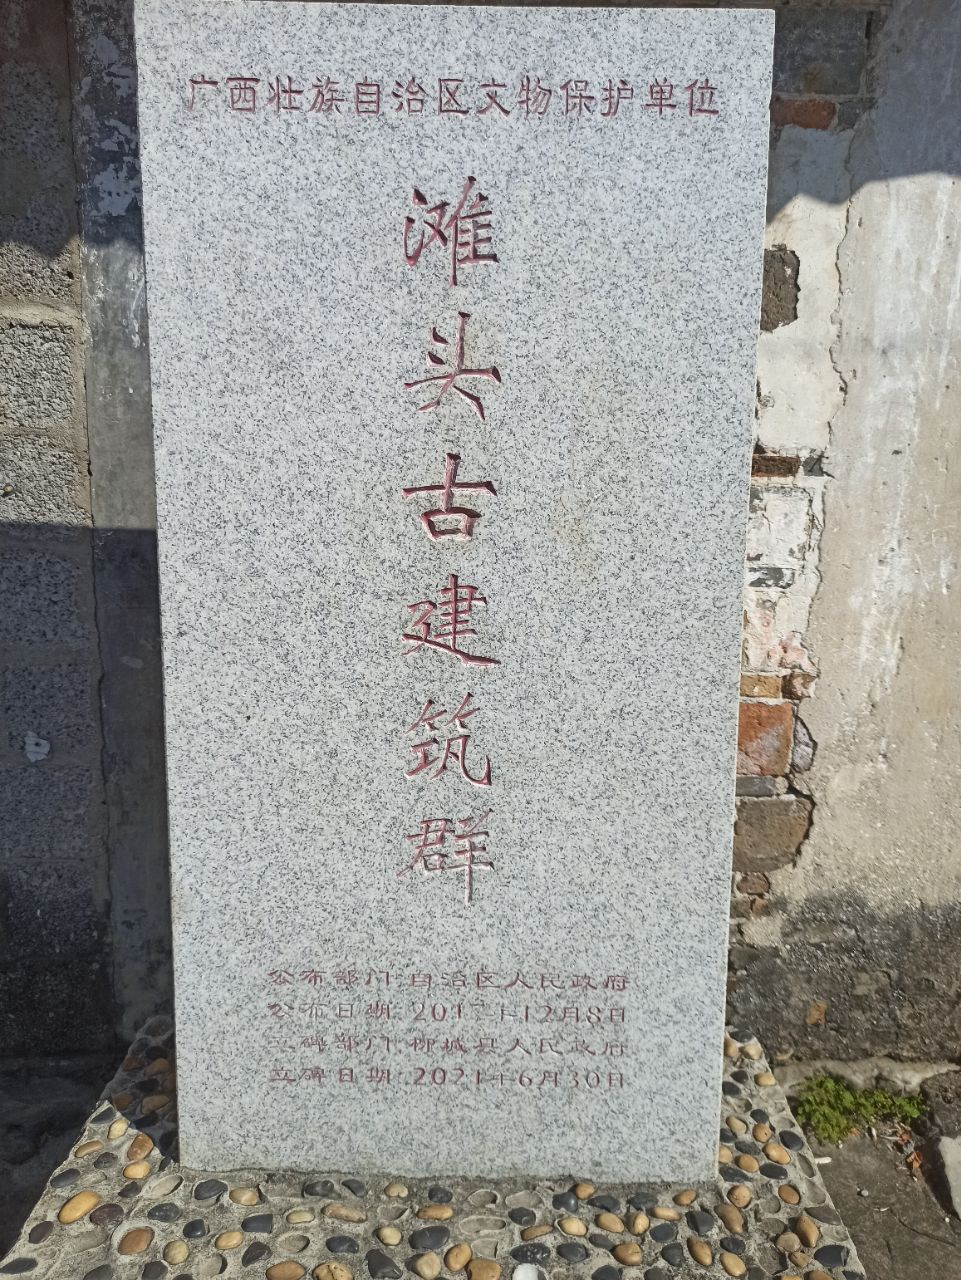 广西壮族自治区文物保护单位
滩头古建筑群
公布部门:自治区人民政府
公布日期:2017年12月8日
立碑部门:柳城县人民政府
立碑日期:2021年6月30日